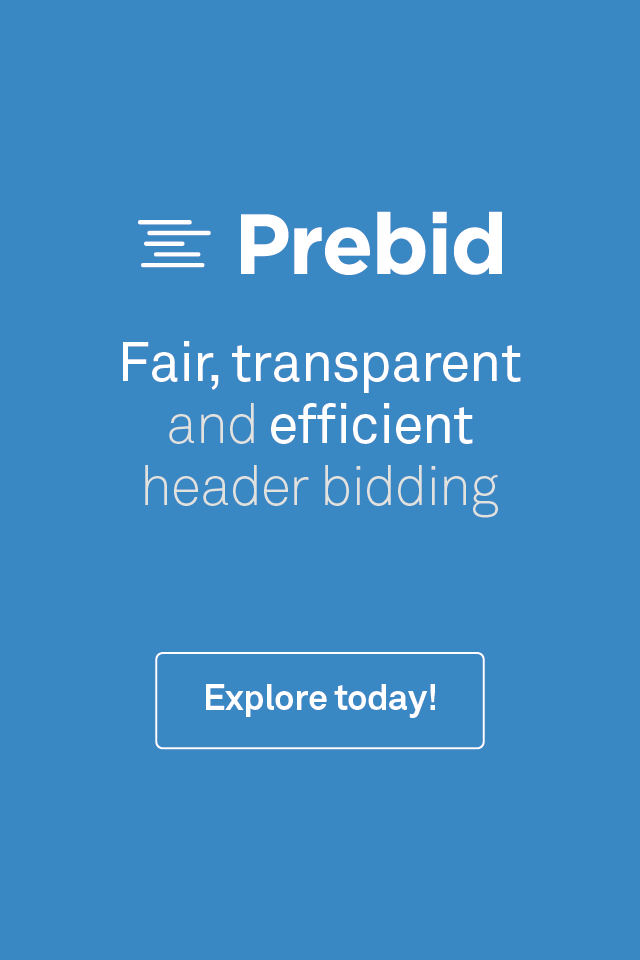 Prebid
Fair, transparent
and efficient
header bidding
Explore today!